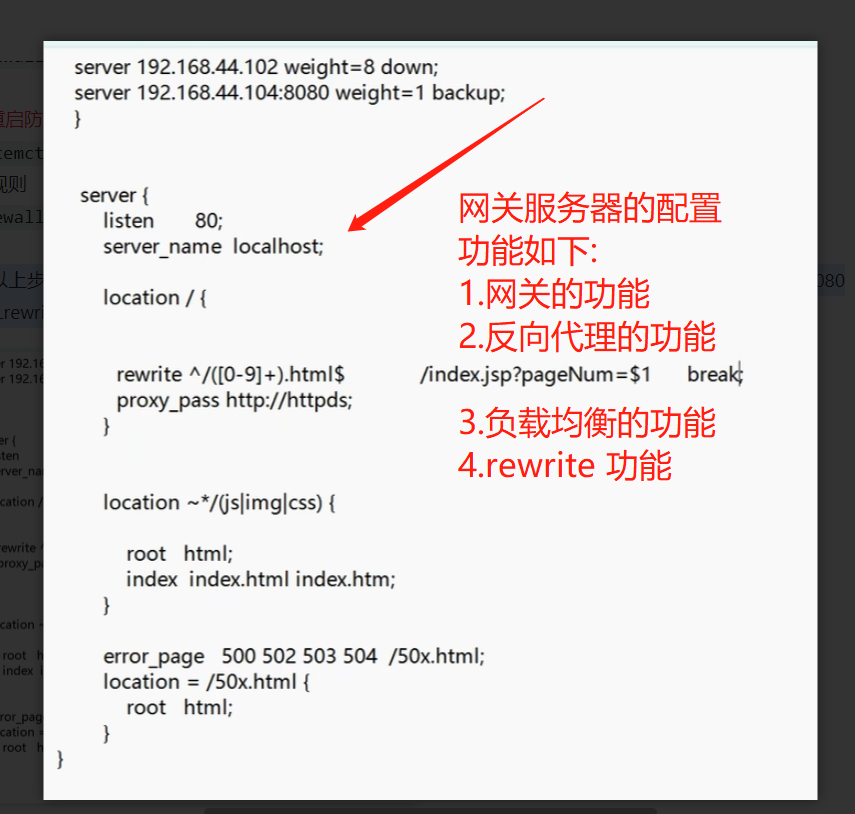 server 192.168.44.102 weight=8 down;
server 192.168.44.104:8080 weight=1 backup;
}
server {
listen 80;
server_name localhost;
location / {
rewrite ^/([0-9]+).html$ /index.jsp?pageNum=$1 break;
proxy_pass http://httpds;
}
location ~*/(js|img|css) {
root html;
index index.html index.htm;
}
error_page 500 502 503 504 /50x.html;
location = /50x.html {
root html;
}
}
网关服务器的配置
功能如下:
1.网关的功能
2.反向代理的功能
3.负载均衡的功能
4.rewrite 功能